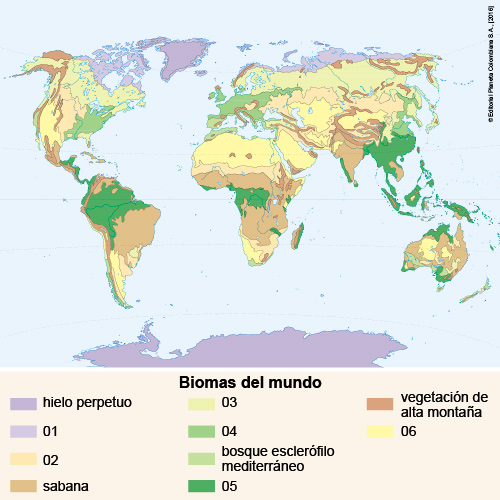 © Editorial Planeta Colombiana S.A., (2016)
Biomas del mundo
hielo perpetuo
01
02
sabana
03
04
bosque esclerófilo
mediterráneo
05
vegetación de
alta montaña
06